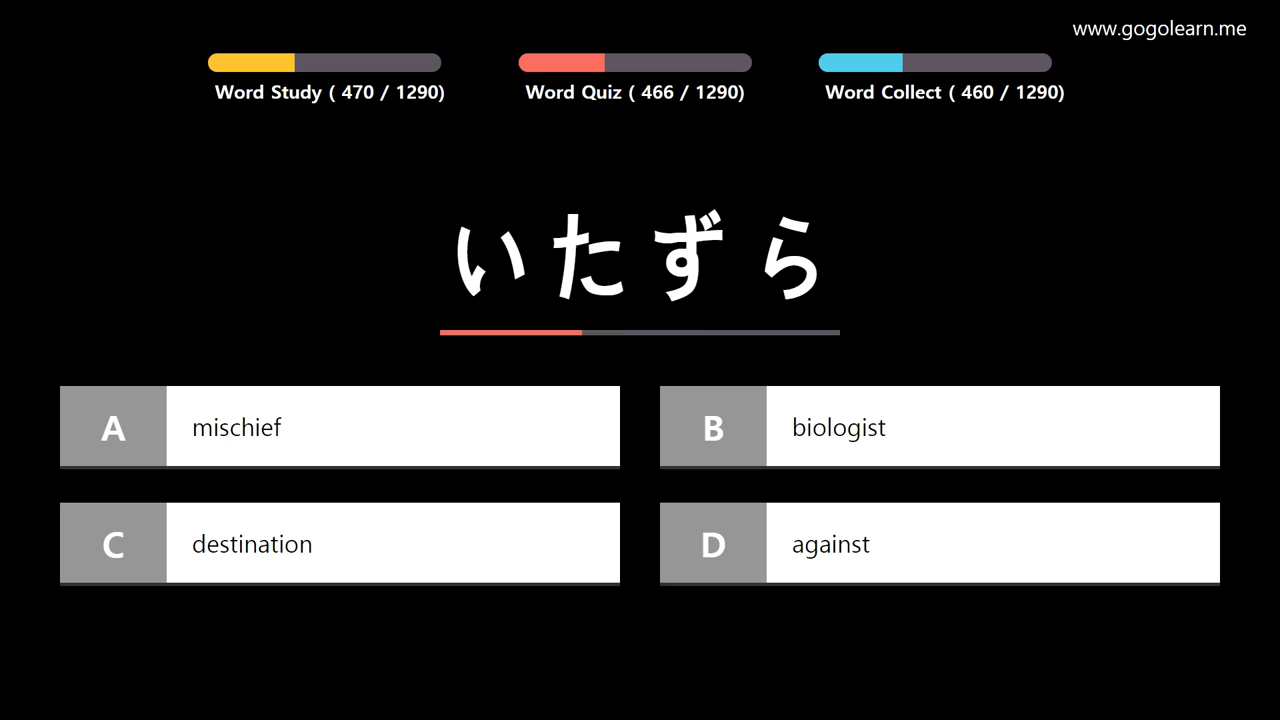 www.gogolearn.me
Word Study ( 470 / 1290)
Word Quiz ( 466 / 1290)
Word Collect ( 460 / 1290)
いたずら
A mischief
B biologist
C destination
D against